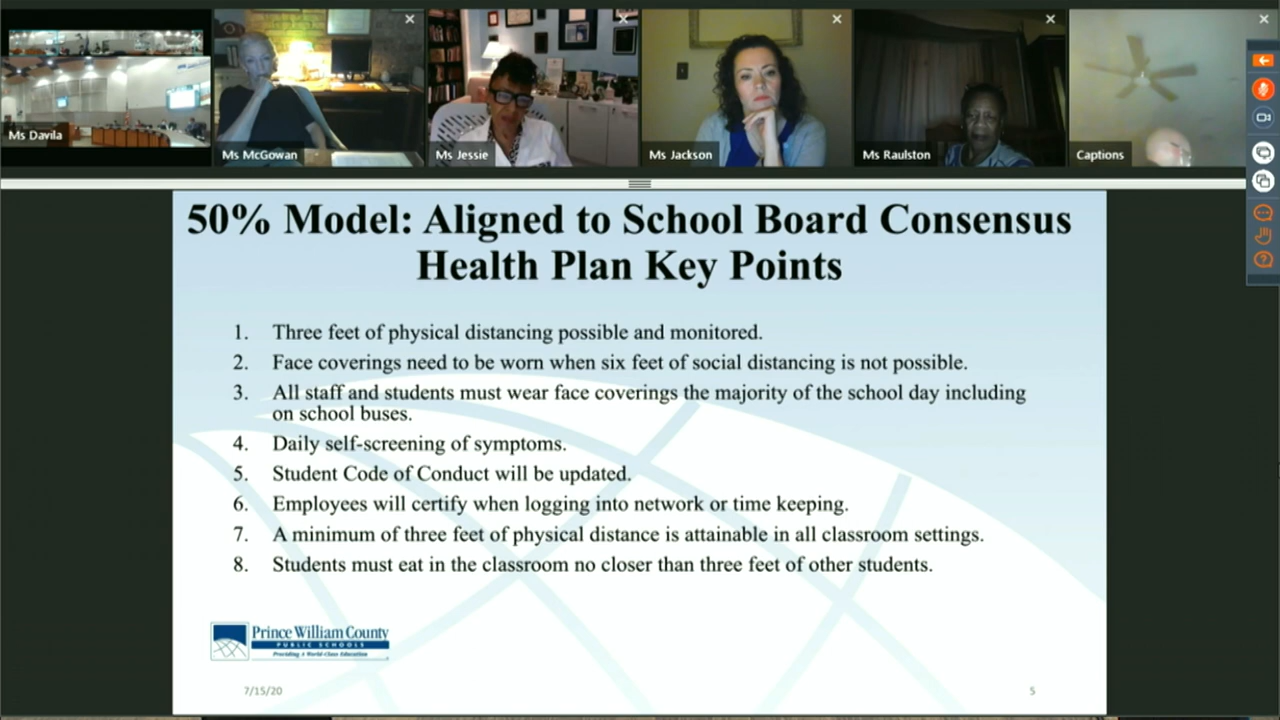 Ms Davila
Ms McGowan
Ms Jessie
Ms Jackson
Ms Raulston
Captions
50% Model: Aligned to School Board Consensus
Health Plan Key Points
1. Three feet of physical distancing possible and monitored.
2. Face coverings need to be worn when six feet of social distancing is not possible.
3. All staff and students must wear face coverings the majority of the school day including
on school buses.
4. Daily self-screening of symptoms.
5. Student Code of Conduct will be updated.
6. Employees will certify when logging into network or time keeping.
7. A minimum of three feet of physical distance is attainable in all classroom settings.
8. Students must eat in the classroom no closer than three feet of other students.
Prince William County
PUBLIC SCHOOLS
Providing A World-Class Education
7/15/20
5